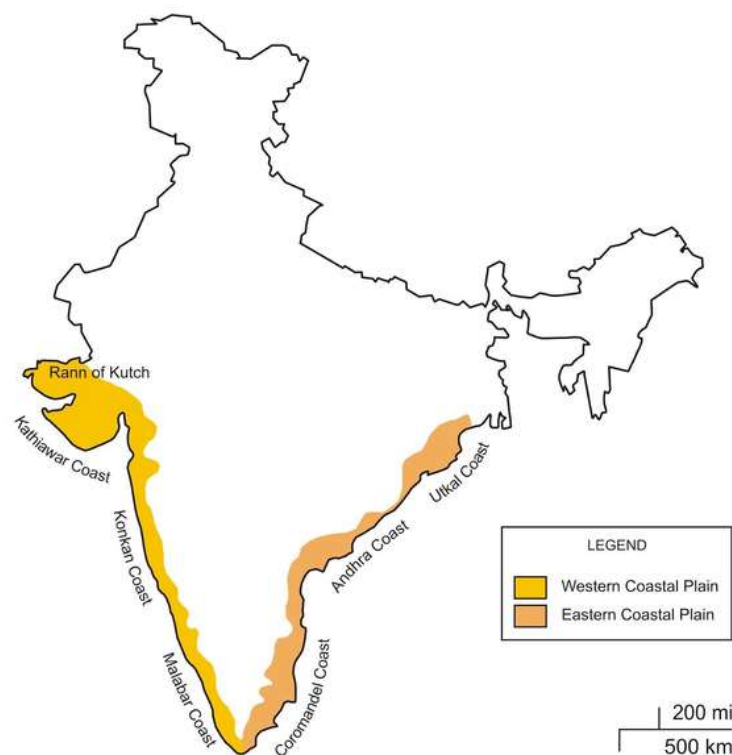 Rann of Kutch
Kathiawar Coast
Konkan Coast
Malabar Coast
Coromandel Coast
Andhra Coast
Utkal Coast
LEGEND
Western Coastal Plain
Eastern Coastal Plain
200 mi
500 km